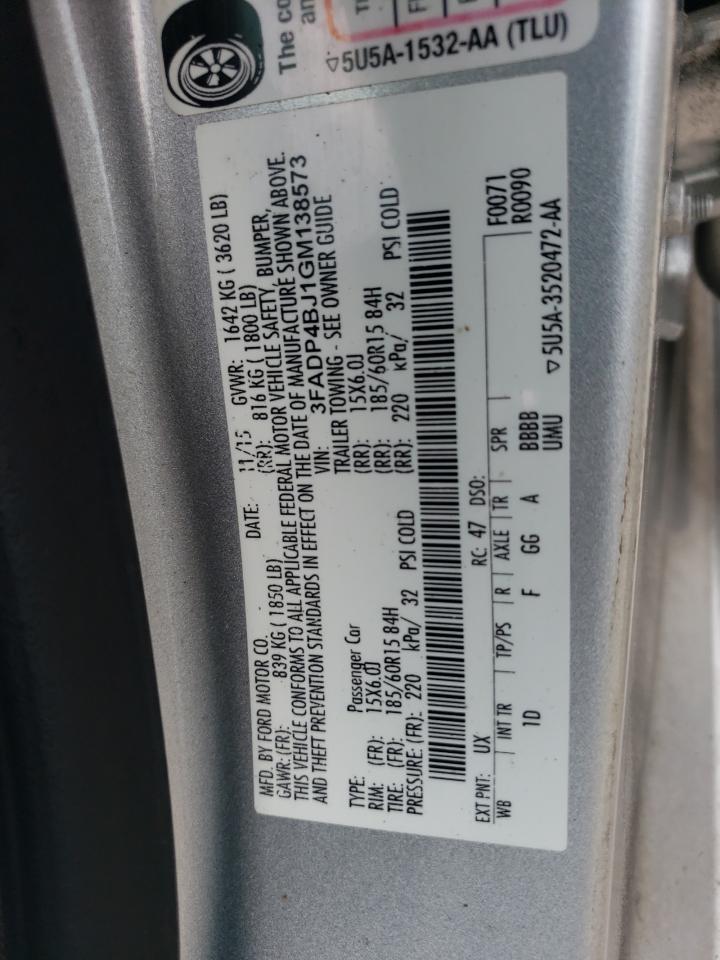 The co
an
▽5U5A-1532-AA (TLU)
MFD. BY FORD MOTOR CO. DATE: 11/15 GVWR: 1642 KG ( 3620 LB)
GAWR: (FR): 839 KG ( 1850 LB) (RR): 816 KG ( 1800 LB)
THIS VEHICLE CONFORMS TO ALL APPLICABLE FEDERAL MOTOR VEHICLE SAFETY, BUMPER,
AND THEFT PREVENTION STANDARDS IN EFFECT ON THE DATE OF MANUFACTURE SHOWN ABOVE.
VIN: 3FADP4BJ1GM138573
TYPE: Passenger Car TRAILER TOWING - SEE OWNER GUIDE
RIM: (FR): 15X6.0J (RR): 15X6.0J
TIRE: (FR): 185/60R15 84H (RR): 185/60R15 84H
PRESSURE: (FR): 220 kPa/ 32 PSI COLD (RR): 220 kPa/ 32 PSI COLD
EXT PNT: UX RC: 47 DSO: F0071
WB INT TR TP/PS R AXLE TR SPR R0090
1D F GG A BBBB
UMU
▽5U5A-3520472-AA